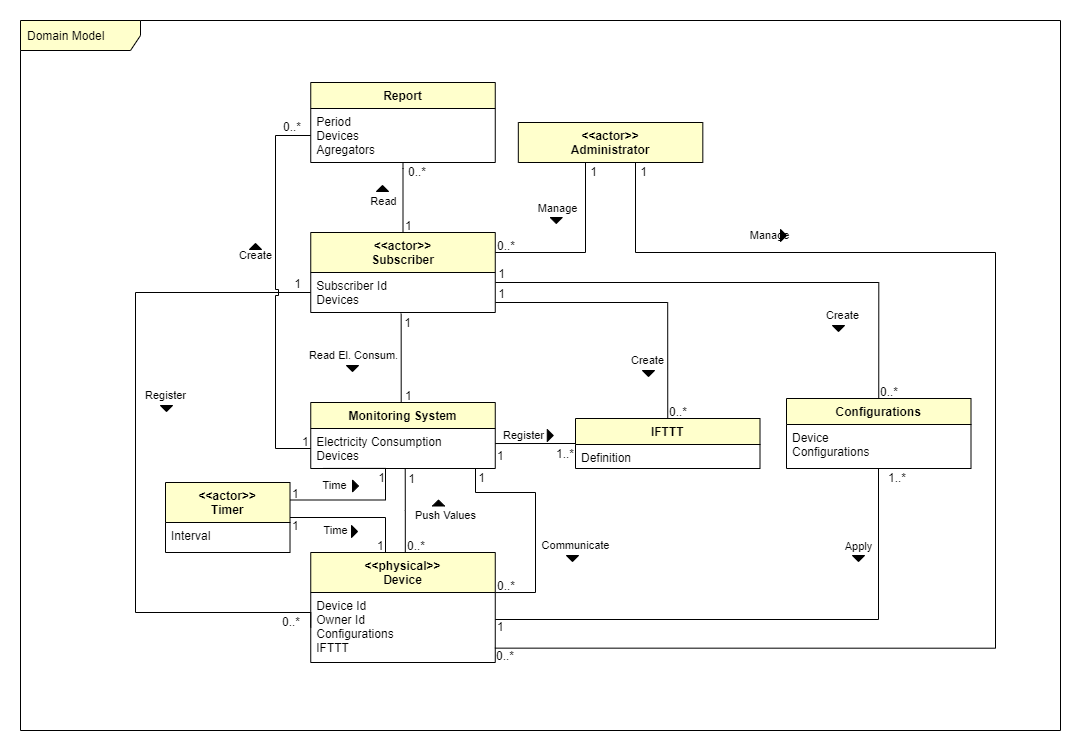 Domain Model
Report
Period
Devices
Agregators
0..*
<<actor>>
Administrator
0..*
1
1
Read
Manage
Manage
1
0..*
<<actor>>
Subscriber
Create
1
Subscriber Id
Devices
1
1
1
Create
Read El. Consum.
Create
Register
1
0..*
0..*
Monitoring System
Electricity Consumption
Devices
1
Register
1
1..*
IFTTT
Definition
Configurations
Device
Configurations
1..*
<<actor>>
Timer
Interval
1
Time
1
1
1
Push Values
1
Time
1
0..*
Communicate
Apply
<<physical>>
Device
0..*
Device Id
Owner Id
Configurations
IFTTT
0..*
1
0..*